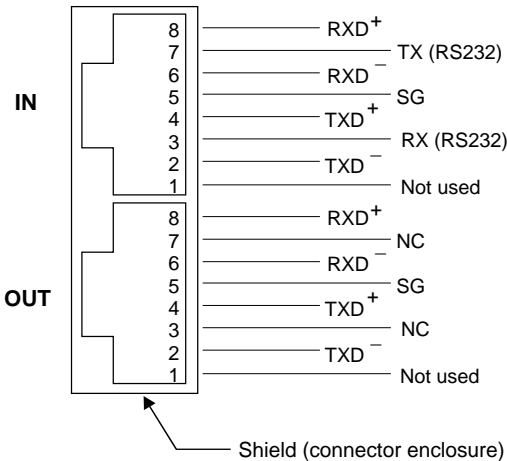 IN
8 RXD+
7 TX (RS232)
6 RXD−
5 SG
4 TXD+
3 RX (RS232)
2 TXD−
1 Not used
OUT
8 RXD+
7 NC
6 RXD−
5 SG
4 TXD+
3 NC
2 TXD−
1 Not used
Shield (connector enclosure)